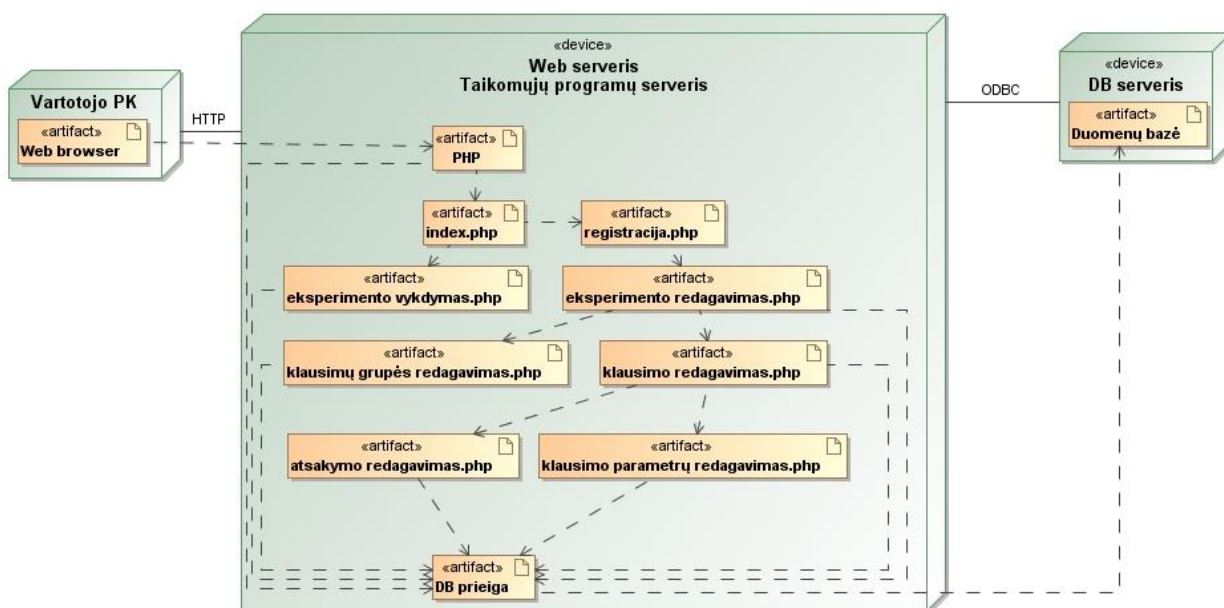 «device»
Web serveris
Taikomųjų programų serveris
«device»
DB serveris
«artifact»
Duomenų bazė
ODBC
Vartotojo PK
«artifact»
Web browser
HTTP
«artifact»
PHP
«artifact»
index.php
«artifact»
registracija.php
«artifact»
eksperimento vykdymas.php
«artifact»
eksperimento redagavimas.php
«artifact»
klausimų grupės redagavimas.php
«artifact»
klausimo redagavimas.php
«artifact»
atsakymo redagavimas.php
«artifact»
klausimo parametrų redagavimas.php
«artifact»
DB prieiga